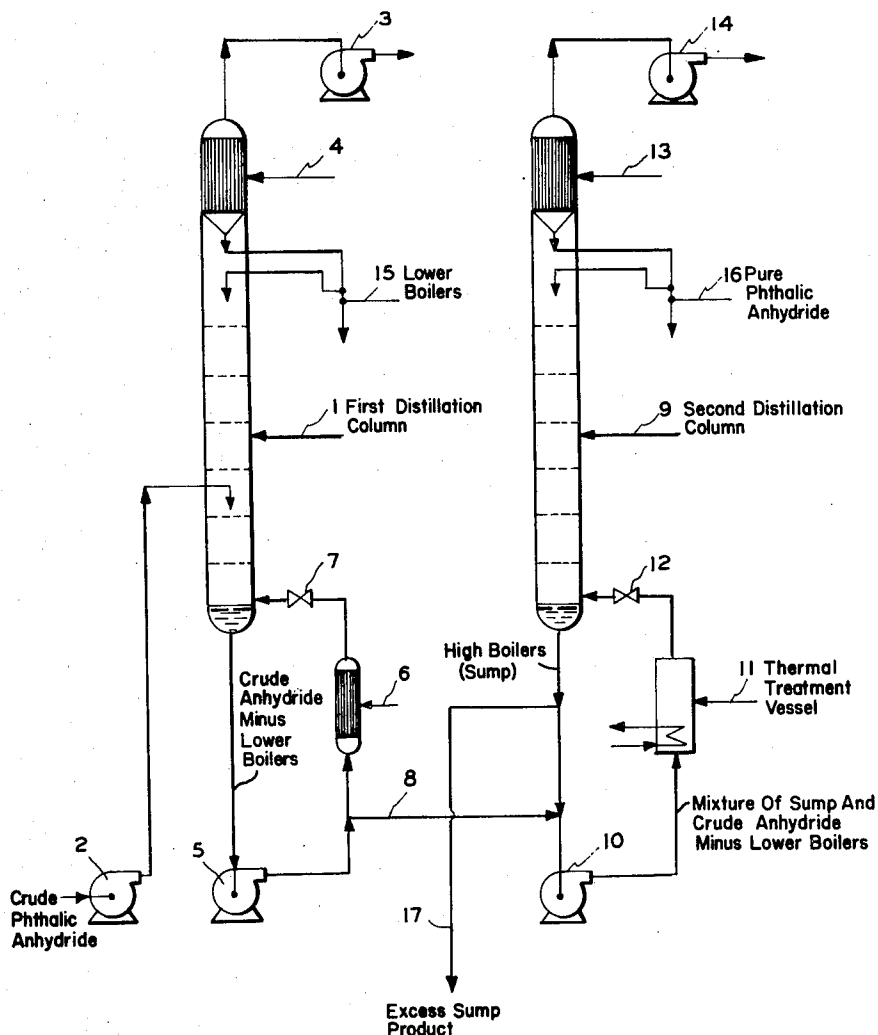 3
14
4
13
15 Lower
Boilers
16 Pure
Phthalic
Anhydride
1 First Distillation
Column
9 Second Distillation
Column
7
12
High Boilers
(Sump)
Crude
Anhydride
Minus
Lower
Boilers
6
11 Thermal
Treatment
Vessel
8
Mixture Of Sump And
Crude Anhydride
Minus Lower Boilers
2
5
10
Crude
Phthalic
Anhydride
17
Excess Sump
Product